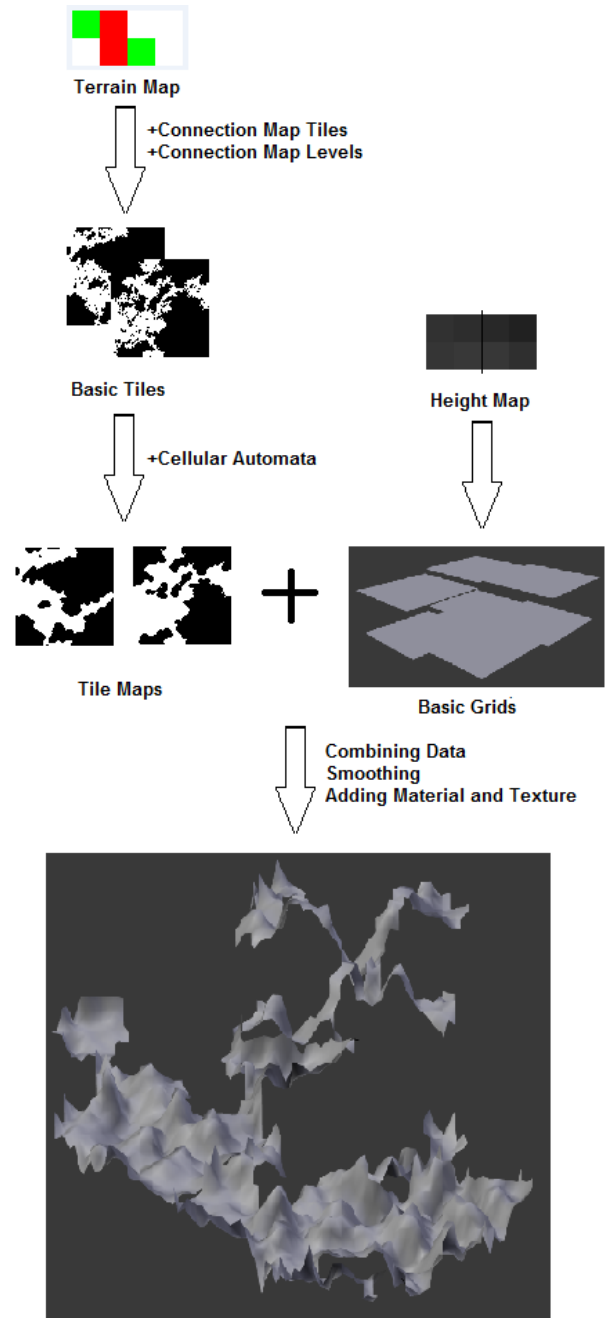 Terrain Map
+Connection Map Tiles
+Connection Map Levels
Basic Tiles
Height Map
+Cellular Automata
Tile Maps
Basic Grids
Combining Data
Smoothing
Adding Material and Texture